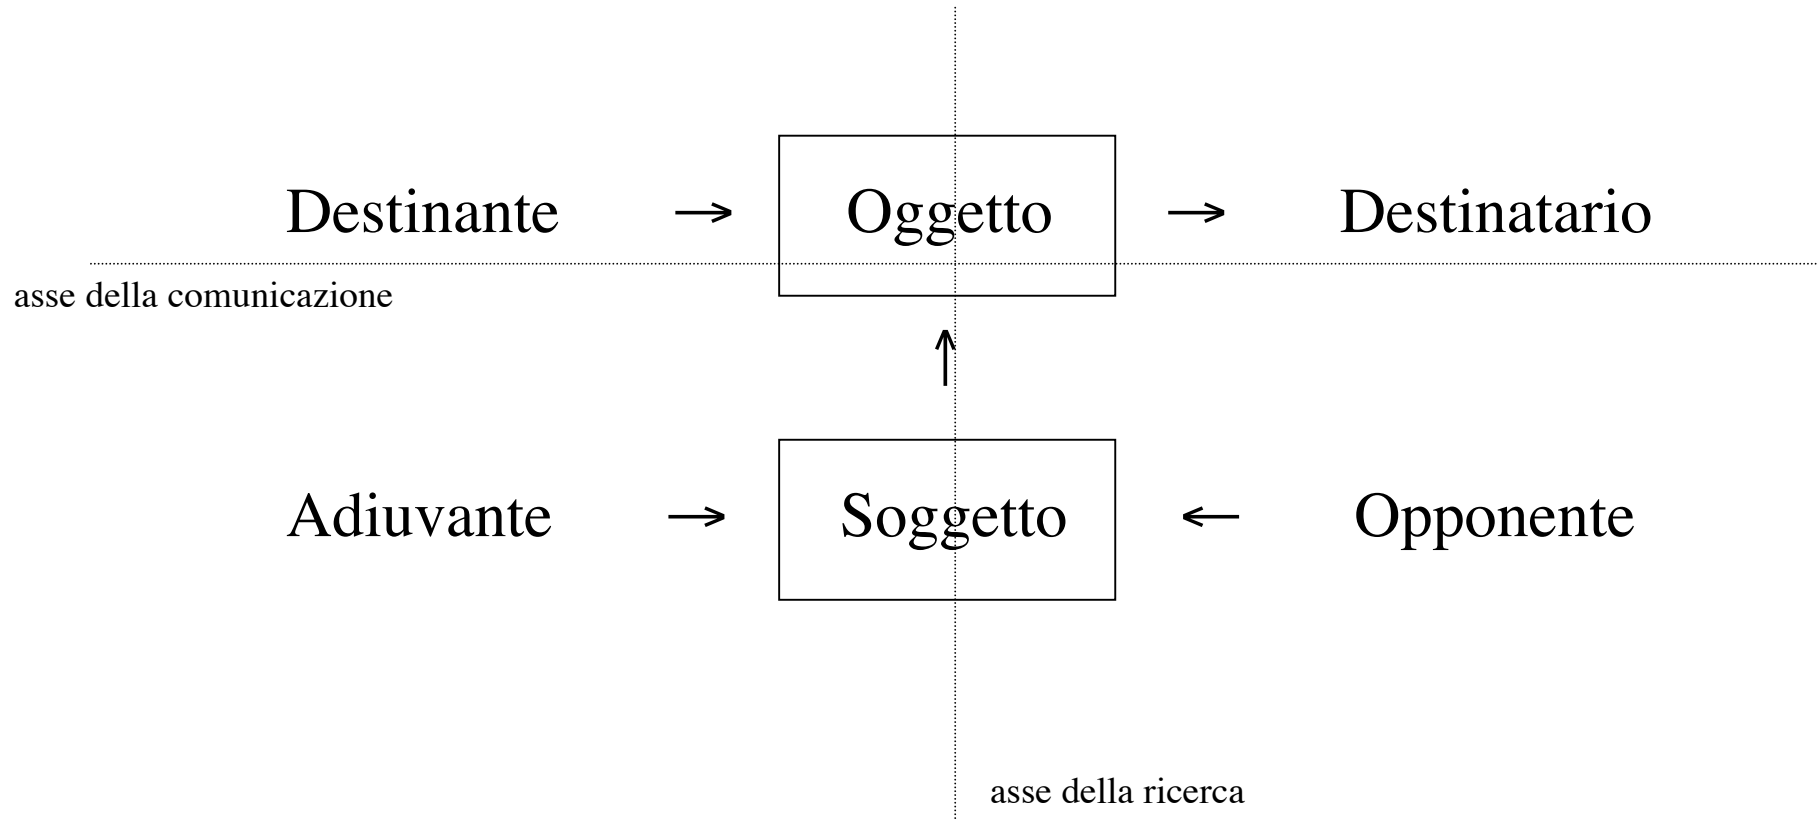 Destinante → Oggetto → Destinatario
asse della comunicazione
↑
Adiuvante → Soggetto ← Opponente
asse della ricerca